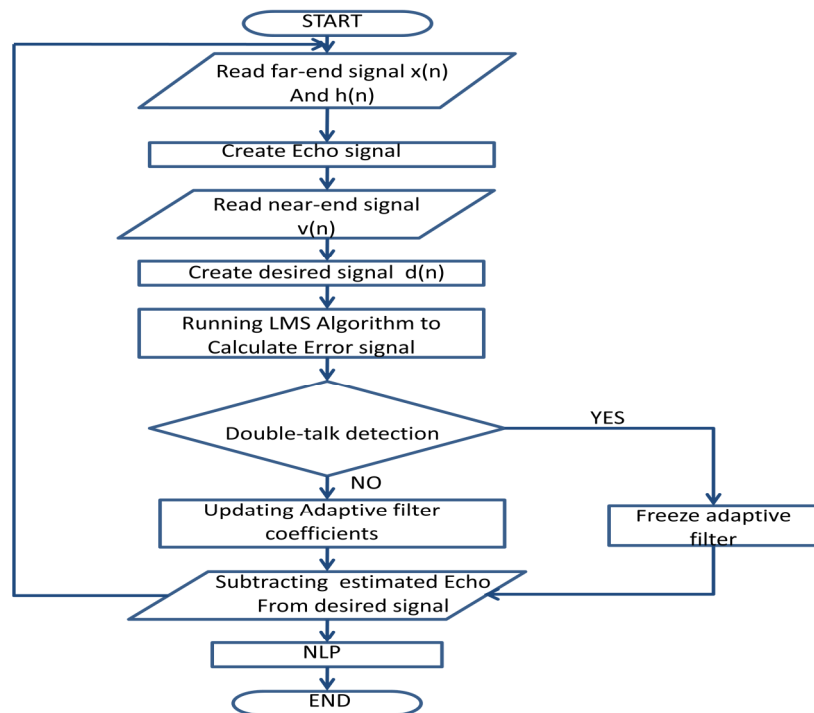 START
Read far-end signal x(n)
And h(n)
Create Echo signal
Read near-end signal
v(n)
Create desired signal d(n)
Running LMS Algorithm to
Calculate Error signal
Double-talk detection
YES
NO
Updating Adaptive filter
coefficients
Freeze adaptive
filter
Subtracting estimated Echo
From desired signal
NLP
END